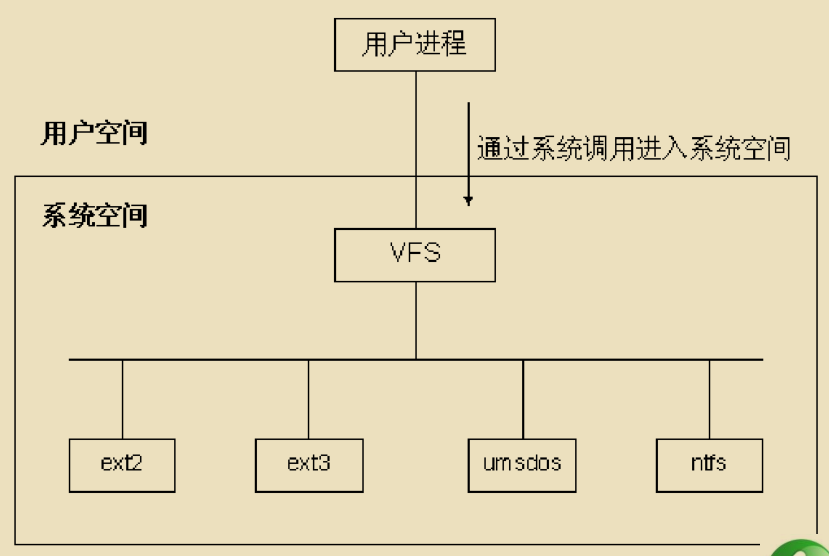 用户进程
用户空间
通过系统调用进入系统空间
系统空间
VFS
ext2
ext3
umsdos
ntfs